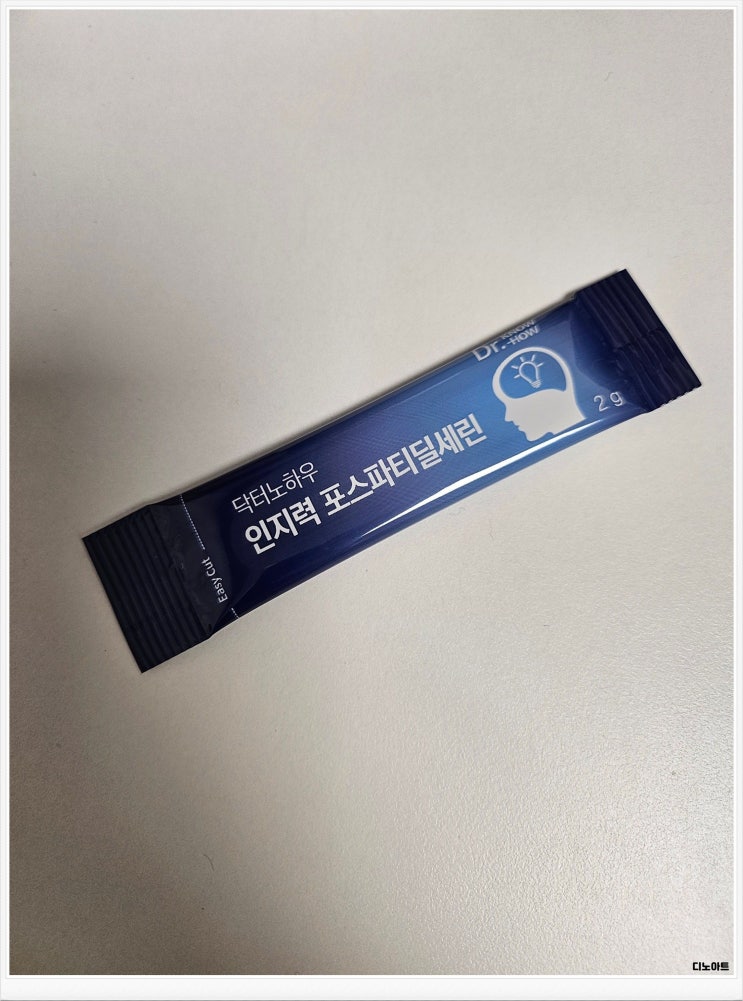 Dr. KNOW
-HOW
2 g
닥터노하우
인지력 포스파티딜세린
Easy Cut
디노아트